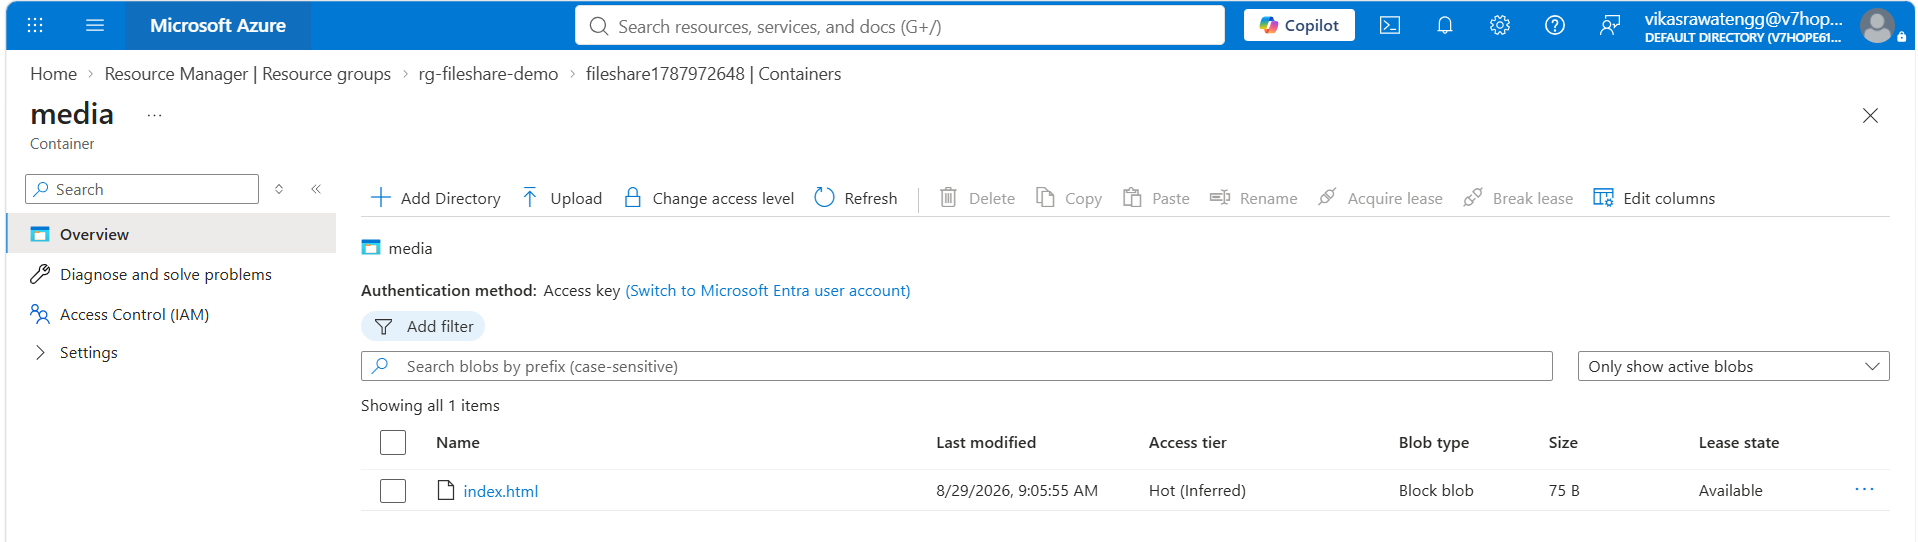 Microsoft Azure
Search resources, services, and docs (G+/)
Copilot
vikasrawatengg@v7hop...
DEFAULT DIRECTORY (V7HOPE61...
Home > Resource Manager | Resource groups > rg-fileshare-demo > fileshare1787972648 | Containers
media ...
Container
Search
Overview
Diagnose and solve problems
Access Control (IAM)
Settings
Add Directory Upload Change access level Refresh Delete Copy Paste Rename Acquire lease Break lease Edit columns
media
Authentication method: Access key (Switch to Microsoft Entra user account)
Add filter
Search blobs by prefix (case-sensitive)
Only show active blobs
Showing all 1 items
Name Last modified Access tier Blob type Size Lease state
index.html 8/29/2026, 9:05:55 AM Hot (Inferred) Block blob 75 B Available ...